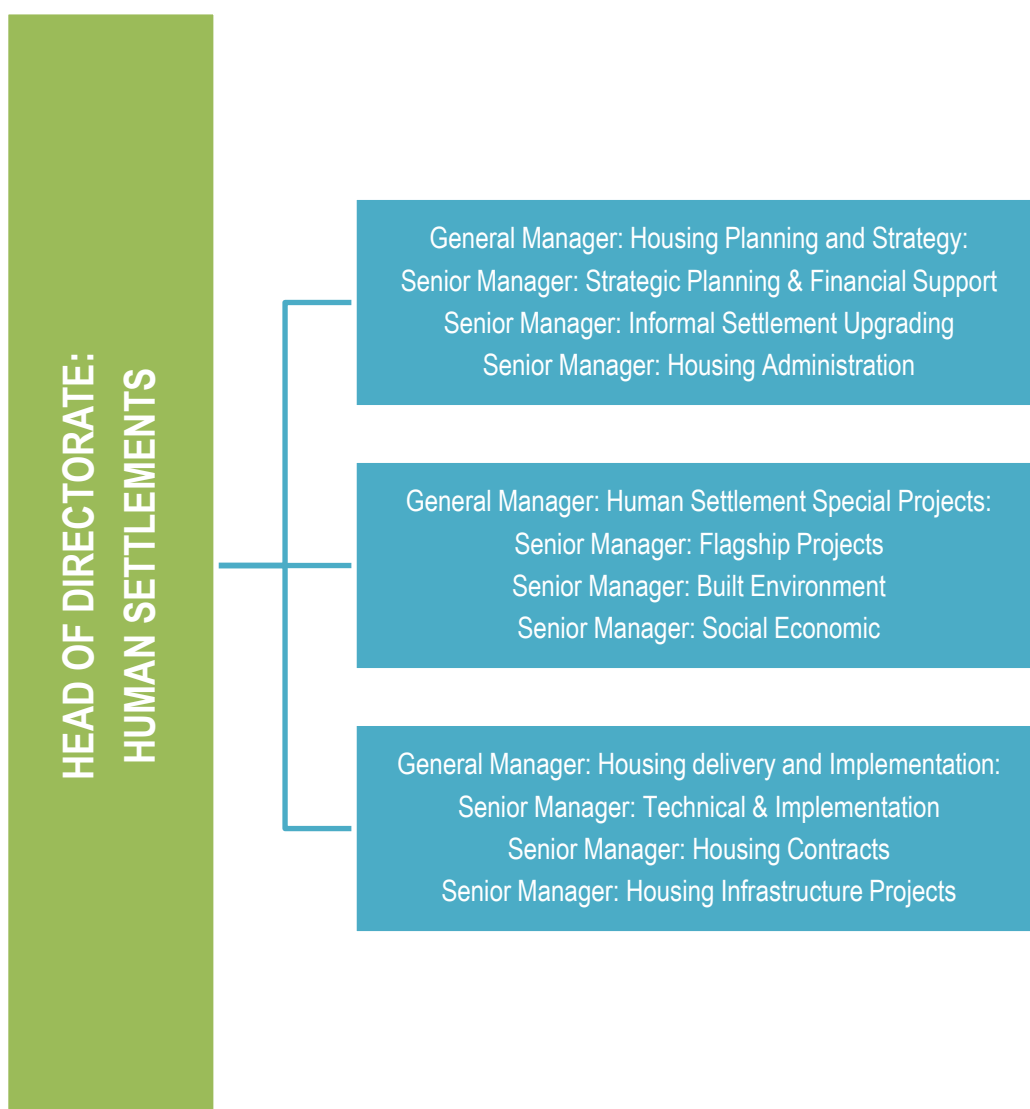 HEAD OF DIRECTORATE:
HUMAN SETTLEMENTS
General Manager: Housing Planning and Strategy:
Senior Manager: Strategic Planning & Financial Support
Senior Manager: Informal Settlement Upgrading
Senior Manager: Housing Administration
General Manager: Human Settlement Special Projects:
Senior Manager: Flagship Projects
Senior Manager: Built Environment
Senior Manager: Social Economic
General Manager: Housing delivery and Implementation:
Senior Manager: Technical & Implementation
Senior Manager: Housing Contracts
Senior Manager: Housing Infrastructure Projects